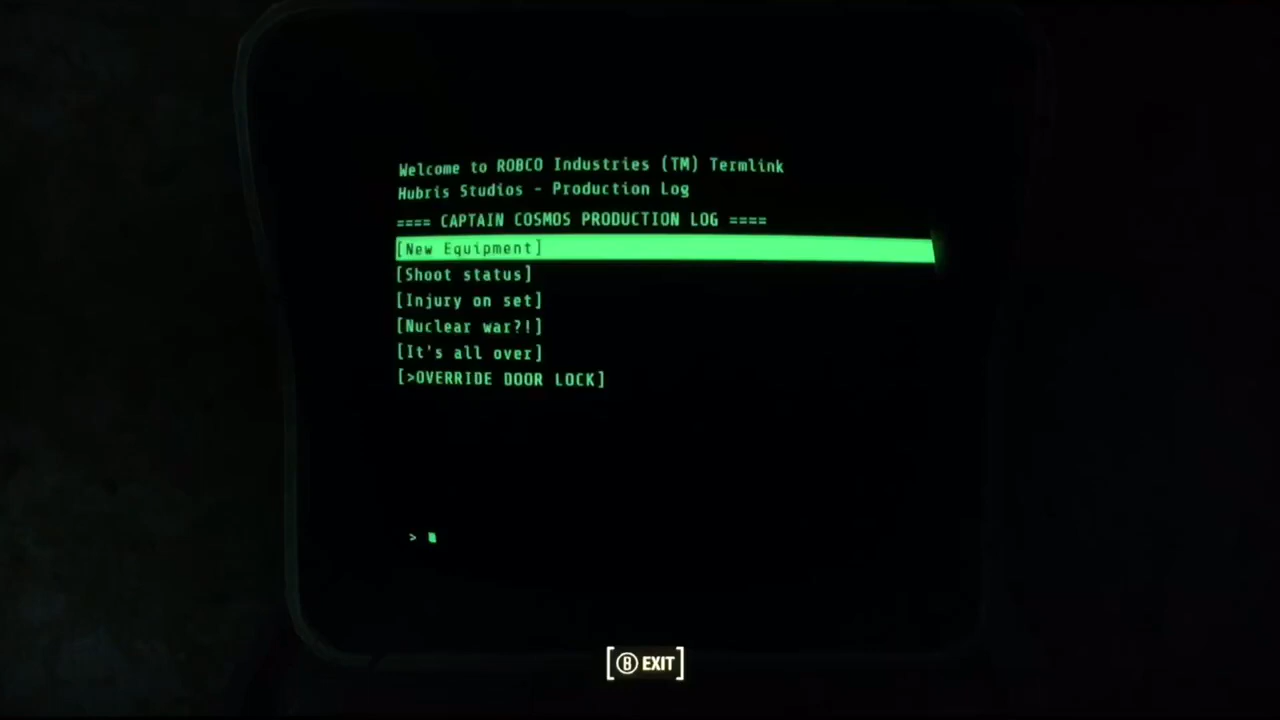 Welcome to ROBCO Industries (TM) Termlink
Hubris Studios - Production Log
==== CAPTAIN COSMOS PRODUCTION LOG ====
[New Equipment]
[Shoot status]
[Injury on set]
[Nuclear war?!]
[It's all over]
[>OVERRIDE DOOR LOCK]
>
[Ⓑ EXIT]